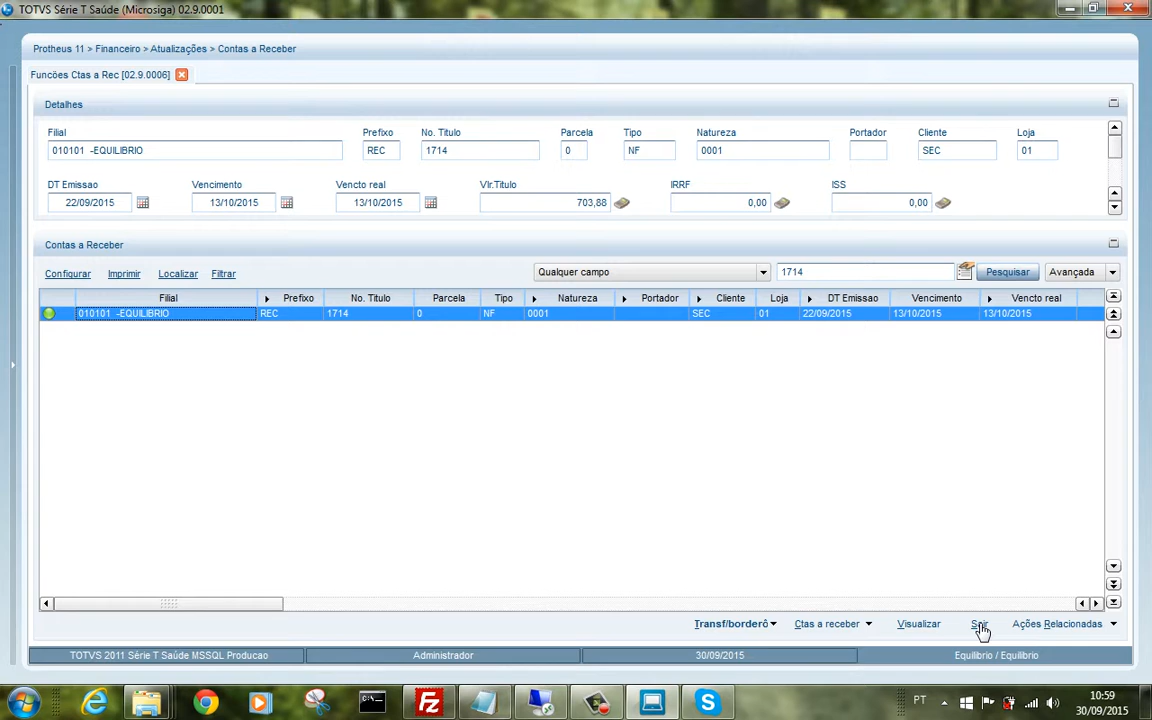 TOTVS Série T Saúde (Microsiga) 02.9.0001
Protheus 11 > Financeiro > Atualizações > Contas a Receber
Funcões Ctas a Rec [02.9.0006]
Detalhes
Filial Prefixo No. Titulo Parcela Tipo Natureza Portador Cliente Loja
010101 -EQUILIBRIO REC 1714 0 NF 0001 SEC 01
DT Emissao Vencimento Vencto real Vlr.Titulo IRRF ISS
22/09/2015 13/10/2015 13/10/2015 703,88 0,00 0,00
Contas a Receber
Configurar Imprimir Localizar Filtrar Qualquer campo 1714 Pesquisar Avançada
Filial Prefixo No. Titulo Parcela Tipo Natureza Portador Cliente Loja DT Emissao Vencimento Vencto real
010101 -EQUILIBRIO REC 1714 0 NF 0001 SEC 01 22/09/2015 13/10/2015 13/10/2015
Transf/borderô Ctas a receber Visualizar Sair Ações Relacionadas
TOTVS 2011 Série T Saúde MSSQL Producao Administrador 30/09/2015 Equilibrio / Equilibrio
PT 10:59
30/09/2015